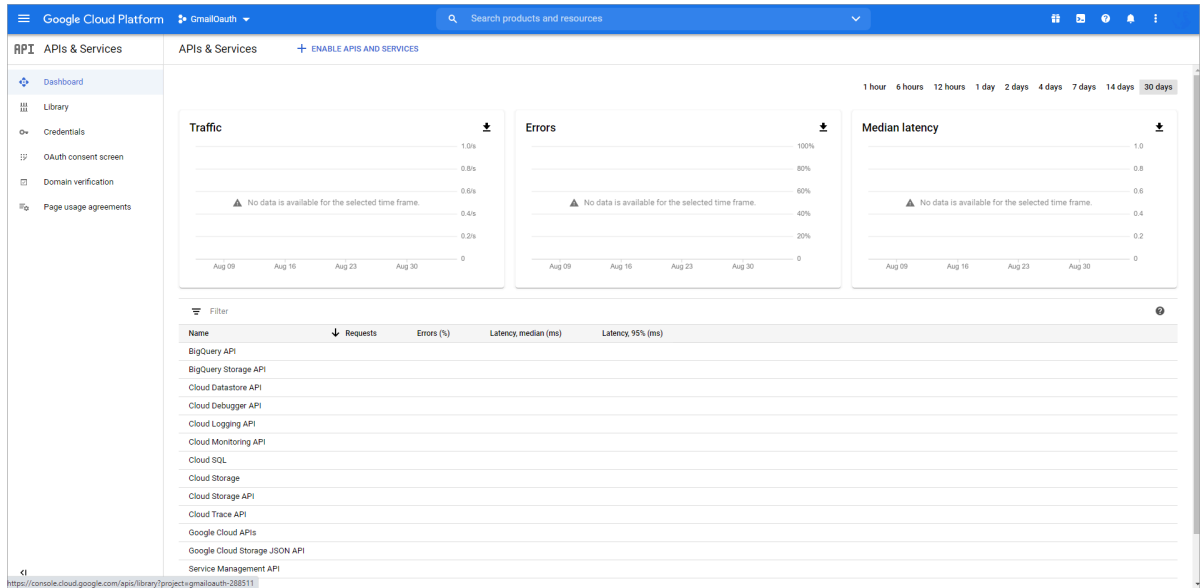 Google Cloud Platform GmailOauth Search products and resources
API APIs & Services APIs & Services + ENABLE APIS AND SERVICES
Dashboard
Library
Credentials
OAuth consent screen
Domain verification
Page usage agreements
1 hour 6 hours 12 hours 1 day 2 days 4 days 7 days 14 days 30 days
Traffic
1.0/s
0.8/s
0.6/s
No data is available for the selected time frame.
0.4/s
0.2/s
0
Aug 09 Aug 16 Aug 23 Aug 30
Errors
100%
80%
60%
No data is available for the selected time frame.
40%
20%
0
Aug 09 Aug 16 Aug 23 Aug 30
Median latency
1.0
0.8
0.6
No data is available for the selected time frame.
0.4
0.2
0
Aug 09 Aug 16 Aug 23 Aug 30
Filter
Name Requests Errors (%) Latency, median (ms) Latency, 95% (ms)
BigQuery API
BigQuery Storage API
Cloud Datastore API
Cloud Debugger API
Cloud Logging API
Cloud Monitoring API
Cloud SQL
Cloud Storage
Cloud Storage API
Cloud Trace API
Google Cloud APIs
Google Cloud Storage JSON API
Service Management API
https://console.cloud.google.com/apis/library?project=gmailoauth-288511